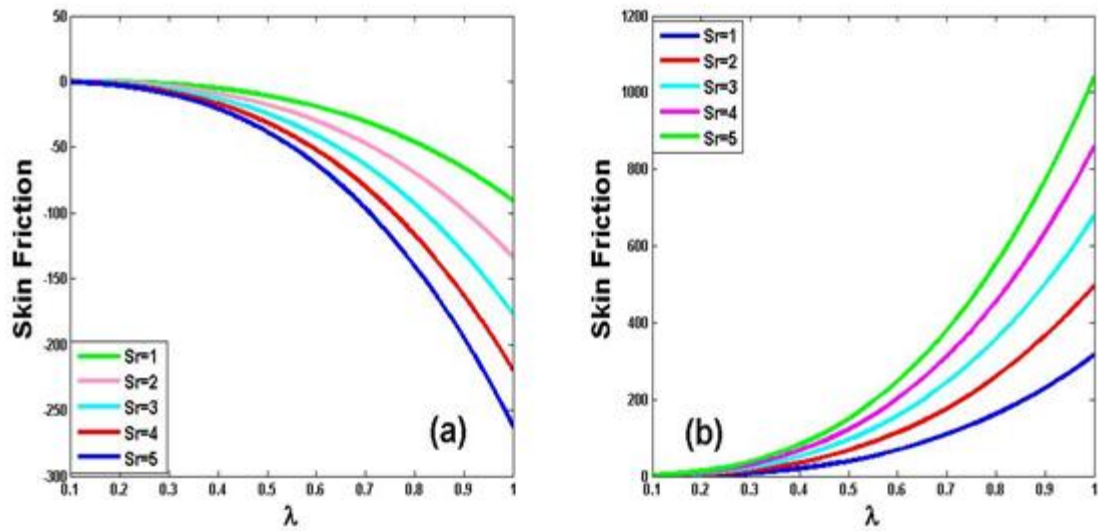 50
0
-50
-100
-150
-200
-250
-300
Skin Friction
Sr=1
Sr=2
Sr=3
Sr=4
Sr=5
(a)
0.1 0.2 0.3 0.4 0.5 0.6 0.7 0.8 0.9 1
λ
1200
1000
800
600
400
200
0
Skin Friction
Sr=1
Sr=2
Sr=3
Sr=4
Sr=5
(b)
0.1 0.2 0.3 0.4 0.5 0.6 0.7 0.8 0.9 1
λ